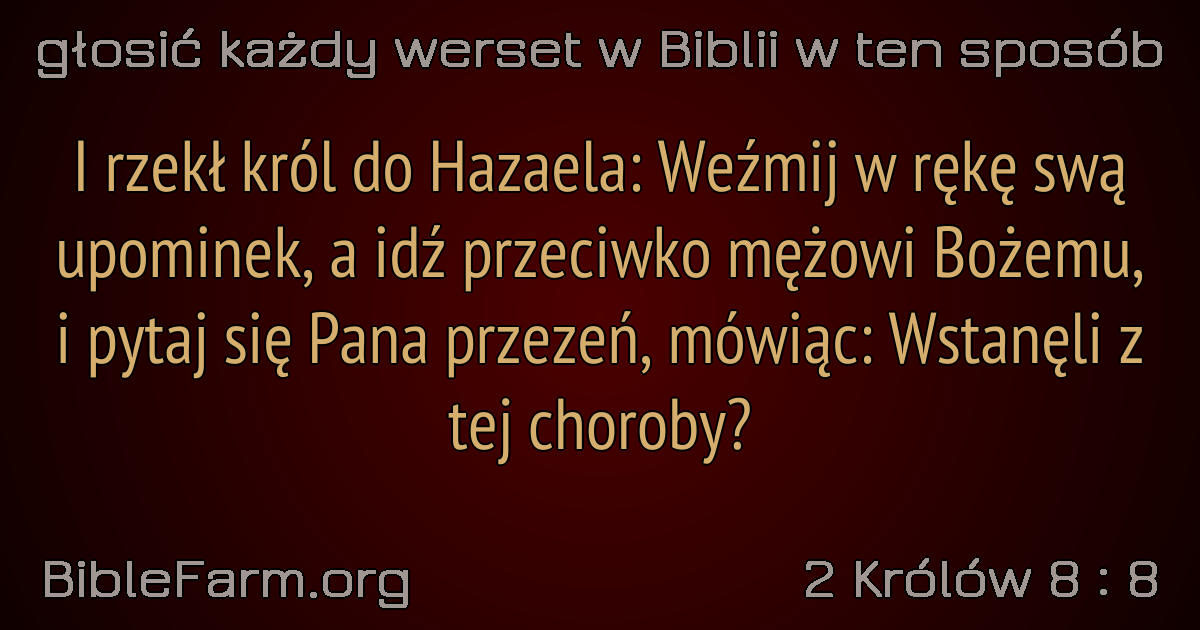 głosić każdy werset w Biblii w ten sposób
I rzekł król do Hazaela: Weźmij w rękę swą
upominek, a idź przeciwko mężowi Bożemu,
i pytaj się Pana przezeń, mówiąc: Wstanęli z
tej choroby?
BibleFarm.org
2 Królów 8 : 8